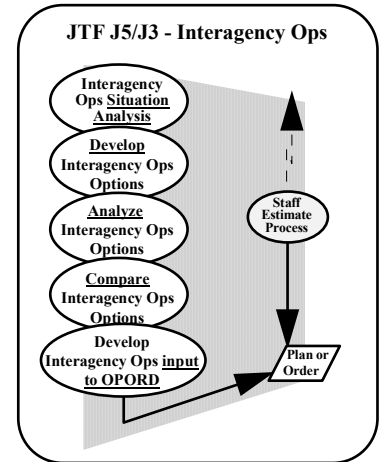 JTF J5/J3 - Interagency Ops
Interagency
Ops Situation
Analysis
Develop
Interagency Ops
Options
Analyze
Interagency Ops
Options
Compare
Interagency Ops
Options
Develop
Interagency Ops input
to OPORD
Staff
Estimate
Process
Plan or
Order